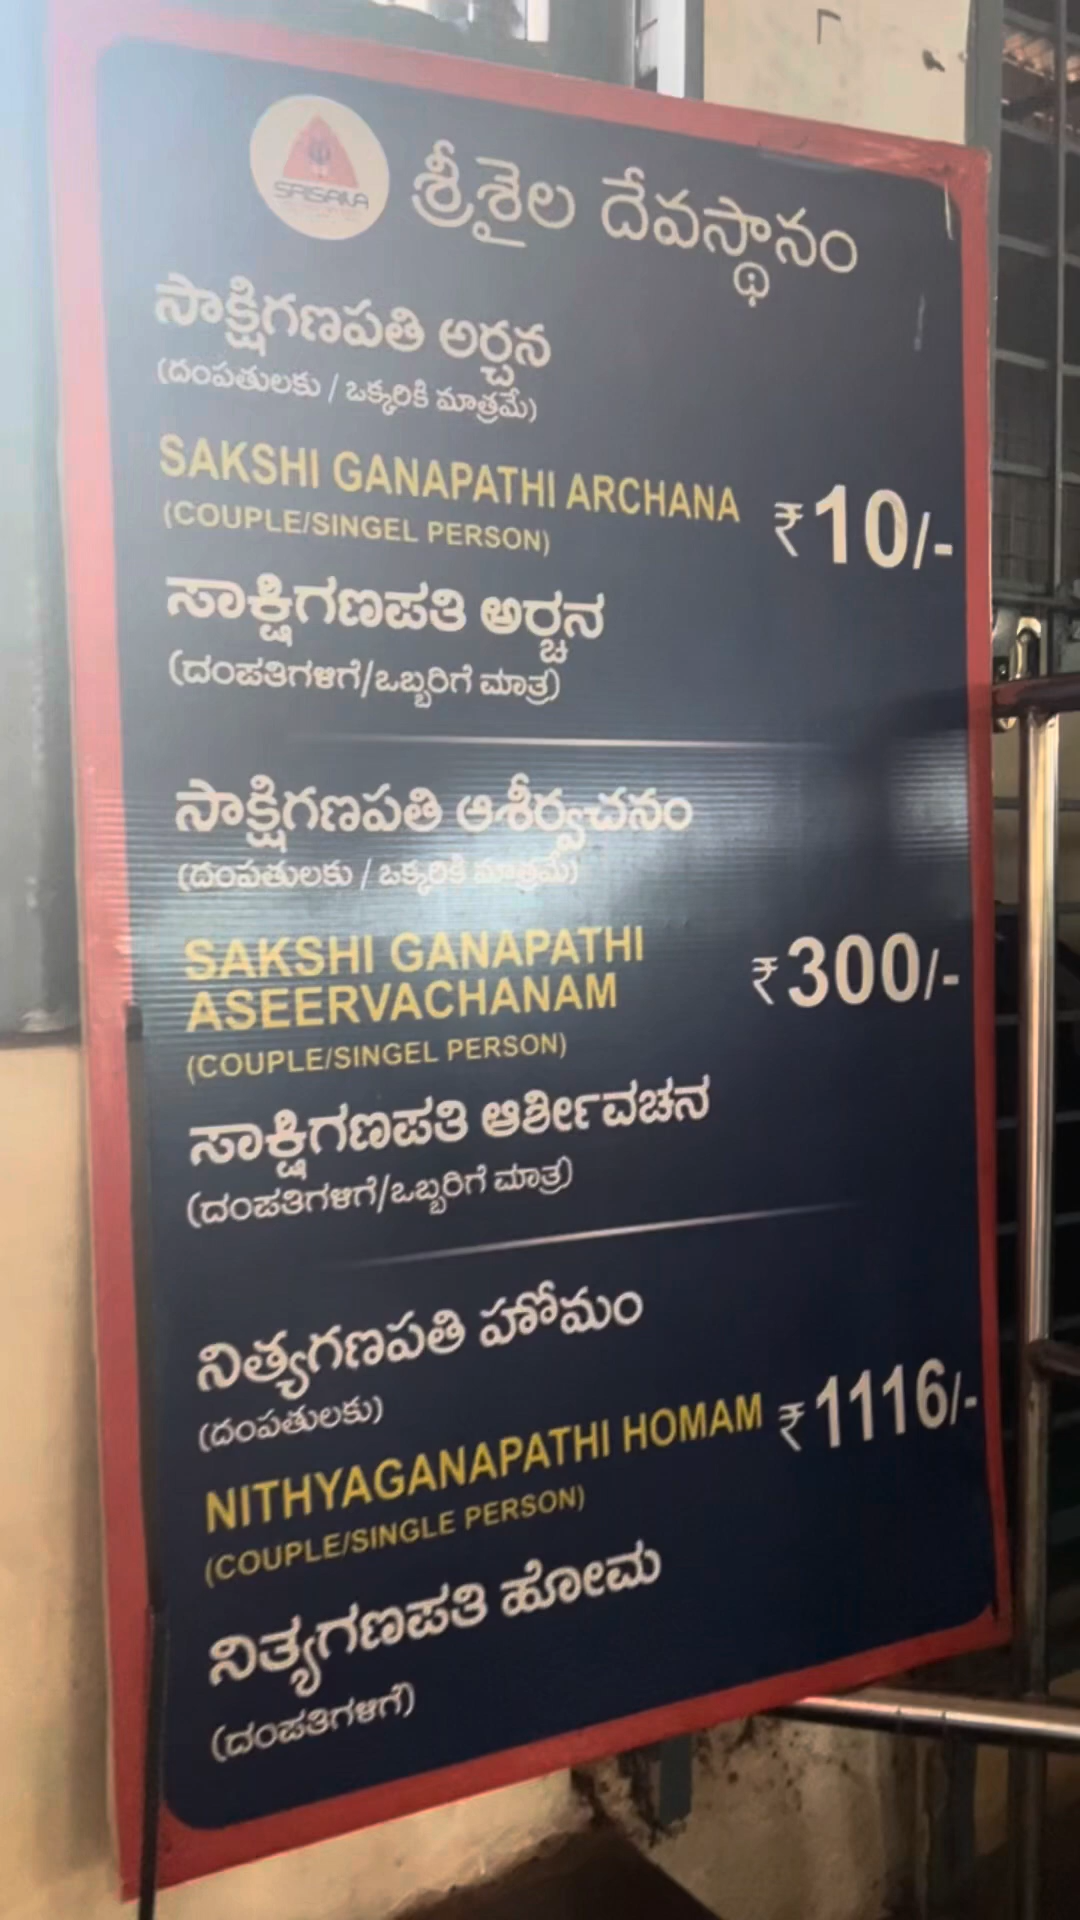 SRISAILA
శ్రీశైల దేవస్థానం
సాక్షిగణపతి అర్చన
(దంపతులకు / ఒక్కరికి మాత్రమే)
SAKSHI GANAPATHI ARCHANA ₹10/-
(COUPLE/SINGEL PERSON)
ಸಾಕ್ಷಿಗಣಪತಿ ಅರ‍್ಚನ
(ದಂಪತಿಗಳಿಗೆ/ಒಬ್ಬರಿಗೆ ಮಾತ್ರ)
సాక్షిగణపతి ఆశీర్వచనం
(దంపతులకు / ఒక్కరికి మాత్రమే)
SAKSHI GANAPATHI
ASEERVACHANAM ₹300/-
(COUPLE/SINGEL PERSON)
ಸಾಕ್ಷಿಗಣಪತಿ ಆರ್ಶೀವಚನ
(ದಂಪತಿಗಳಿಗೆ/ಒಬ್ಬರಿಗೆ ಮಾತ್ರ)
నిత్యగణపతి హోమం
(దంపతులకు)
NITHYAGANAPATHI HOMAM ₹1116/-
(COUPLE/SINGLE PERSON)
ನಿತ್ಯಗಣಪತಿ ಹೋಮ
(ದಂಪತಿಗಳಿಗೆ)